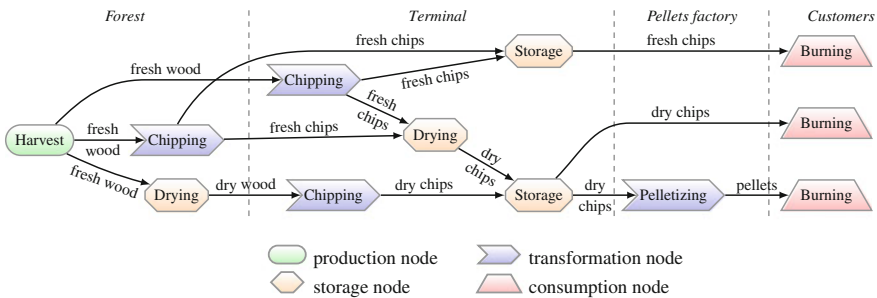 Forest Terminal Pellets factory Customers
fresh chips
Storage
fresh chips
Burning
fresh wood
Chipping
fresh chips
fresh
chips
Harvest
fresh
wood
Chipping
fresh chips
Drying
dry chips
Burning
dry
chips
fresh wood
Drying
dry wood
Chipping
dry chips
Storage
dry
chips
Pelletizing
pellets
Burning
production node
transformation node
storage node
consumption node